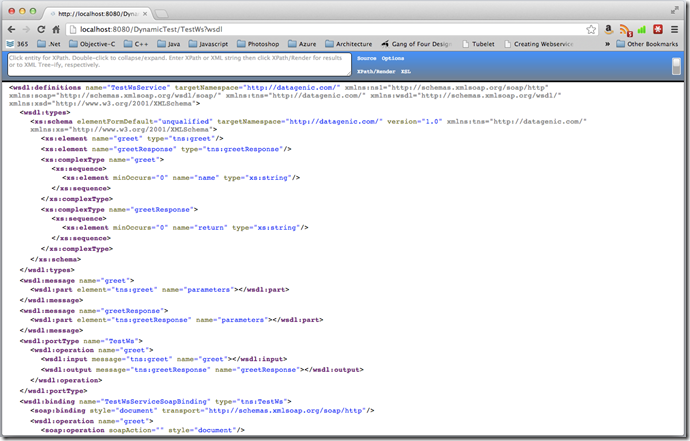 http://localhost:8080/Dynami
localhost:8080/DynamicTest/TestWs?wsdl
365 .Net Objective-C C++ Java Javascript Photoshop Azure Architecture Gang of Four Design Tubelet Creating Webservice » Other Bookmarks
Click entity for XPath. Double-click to collapse/expand. Enter XPath or XML string then click XPath/Render for results
or to XML Tree-ify, respectively.
Source Options
XPath/Render XSL
<wsdl:definitions name="TestWsService" targetNamespace="http://datagenic.com/" xmlns:ns1="http://schemas.xmlsoap.org/soap/http"
xmlns:soap="http://schemas.xmlsoap.org/wsdl/soap/" xmlns:tns="http://datagenic.com/" xmlns:wsdl="http://schemas.xmlsoap.org/wsdl/"
xmlns:xsd="http://www.w3.org/2001/XMLSchema">
<wsdl:types>
<xs:schema elementFormDefault="unqualified" targetNamespace="http://datagenic.com/" version="1.0" xmlns:tns="http://datagenic.com/"
xmlns:xs="http://www.w3.org/2001/XMLSchema">
<xs:element name="greet" type="tns:greet"/>
<xs:element name="greetResponse" type="tns:greetResponse"/>
<xs:complexType name="greet">
<xs:sequence>
<xs:element minOccurs="0" name="name" type="xs:string"/>
</xs:sequence>
</xs:complexType>
<xs:complexType name="greetResponse">
<xs:sequence>
<xs:element minOccurs="0" name="return" type="xs:string"/>
</xs:sequence>
</xs:complexType>
</xs:schema>
</wsdl:types>
<wsdl:message name="greet">
<wsdl:part element="tns:greet" name="parameters"></wsdl:part>
</wsdl:message>
<wsdl:message name="greetResponse">
<wsdl:part element="tns:greetResponse" name="parameters"></wsdl:part>
</wsdl:message>
<wsdl:portType name="TestWs">
<wsdl:operation name="greet">
<wsdl:input message="tns:greet" name="greet"></wsdl:input>
<wsdl:output message="tns:greetResponse" name="greetResponse"></wsdl:output>
</wsdl:operation>
</wsdl:portType>
<wsdl:binding name="TestWsServiceSoapBinding" type="tns:TestWs">
<soap:binding style="document" transport="http://schemas.xmlsoap.org/soap/http"/>
<wsdl:operation name="greet">
<soap:operation soapAction="" style="document"/>